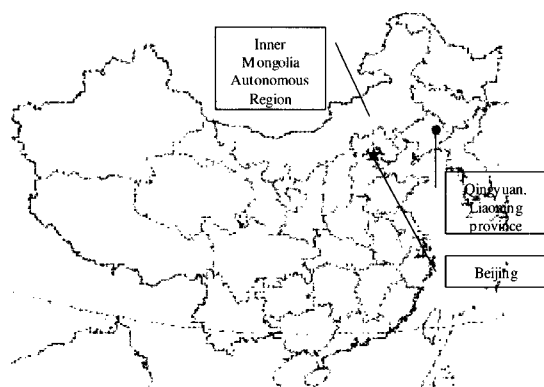 Inner
Mongolia
Autonomous
Region
Qingyuan,
Liaoning
province
Beijing